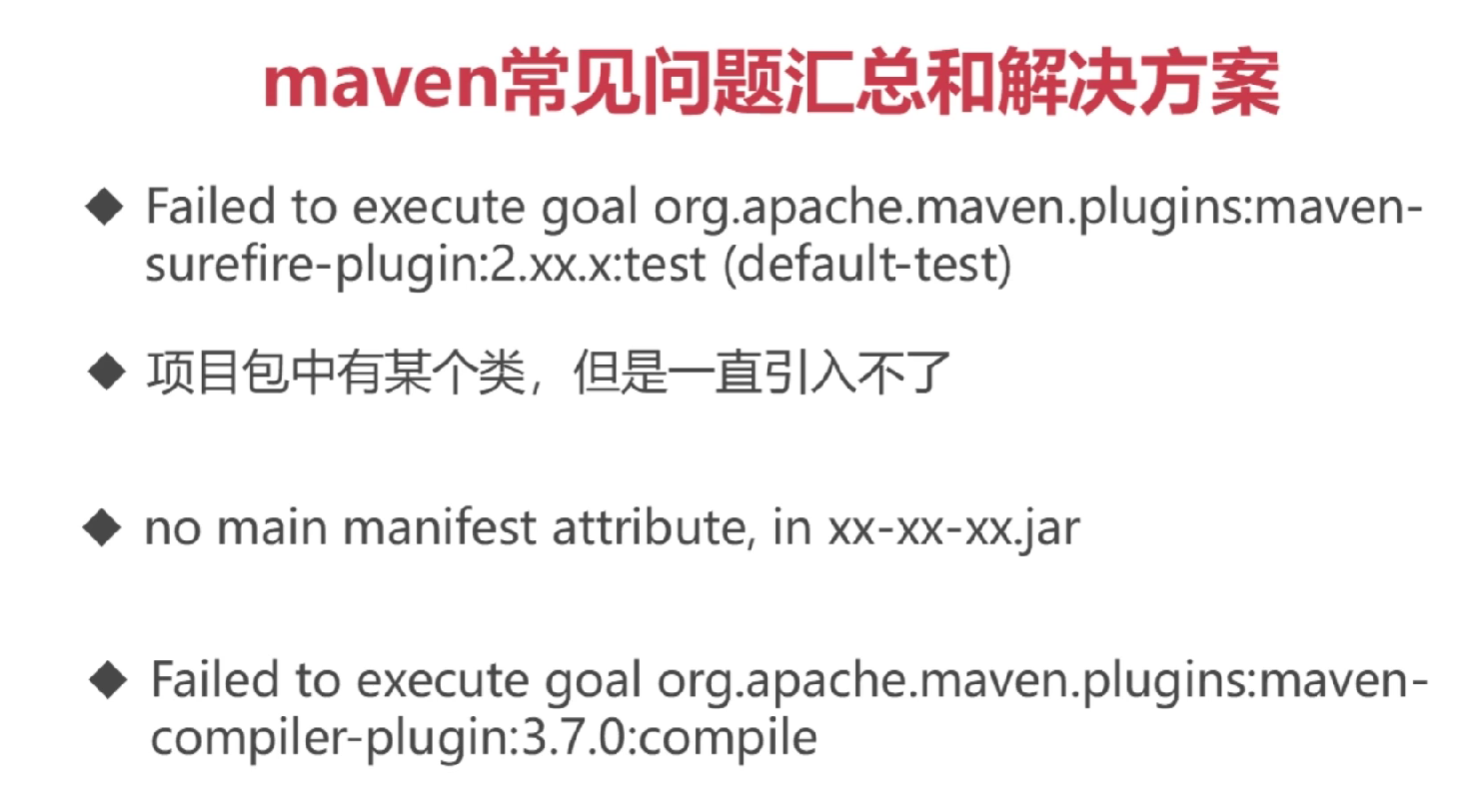 maven常见问题汇总和解决方案
◆ Failed to execute goal org.apache.maven.plugins:maven-
surefire-plugin:2.xx.x:test (default-test)
◆ 项目包中有某个类，但是一直引入不了
◆ no main manifest attribute, in xx-xx-xx.jar
◆ Failed to execute goal org.apache.maven.plugins:maven-
compiler-plugin:3.7.0:compile